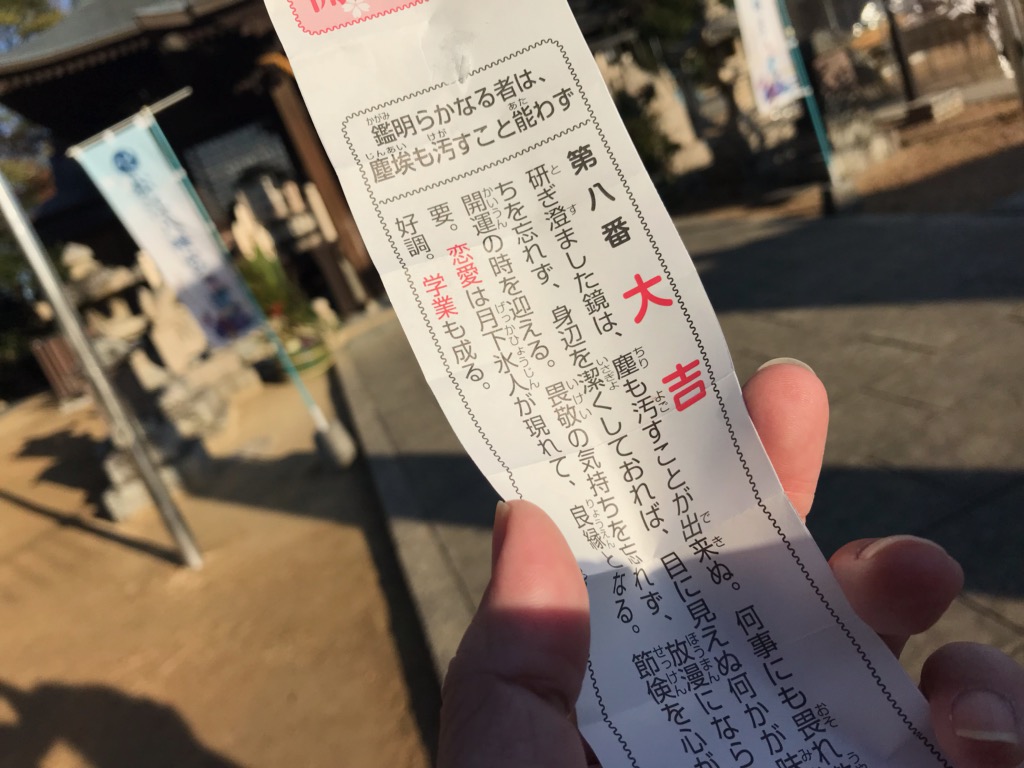 鑑明らかなる者は、
塵埃も汚すこと能わず
第八番 大吉
研ぎ澄ました鏡は、塵も汚すことが出来ぬ。何事にも畏れ
ちを忘れず、身辺を潔くしておれば、目に見えぬ何かが味
開運の時を迎える。畏敬の気持ちを忘れず、放漫になら
要。恋愛は月下氷人が現れて、良縁となる。節倹を心が
好調。学業も成る。